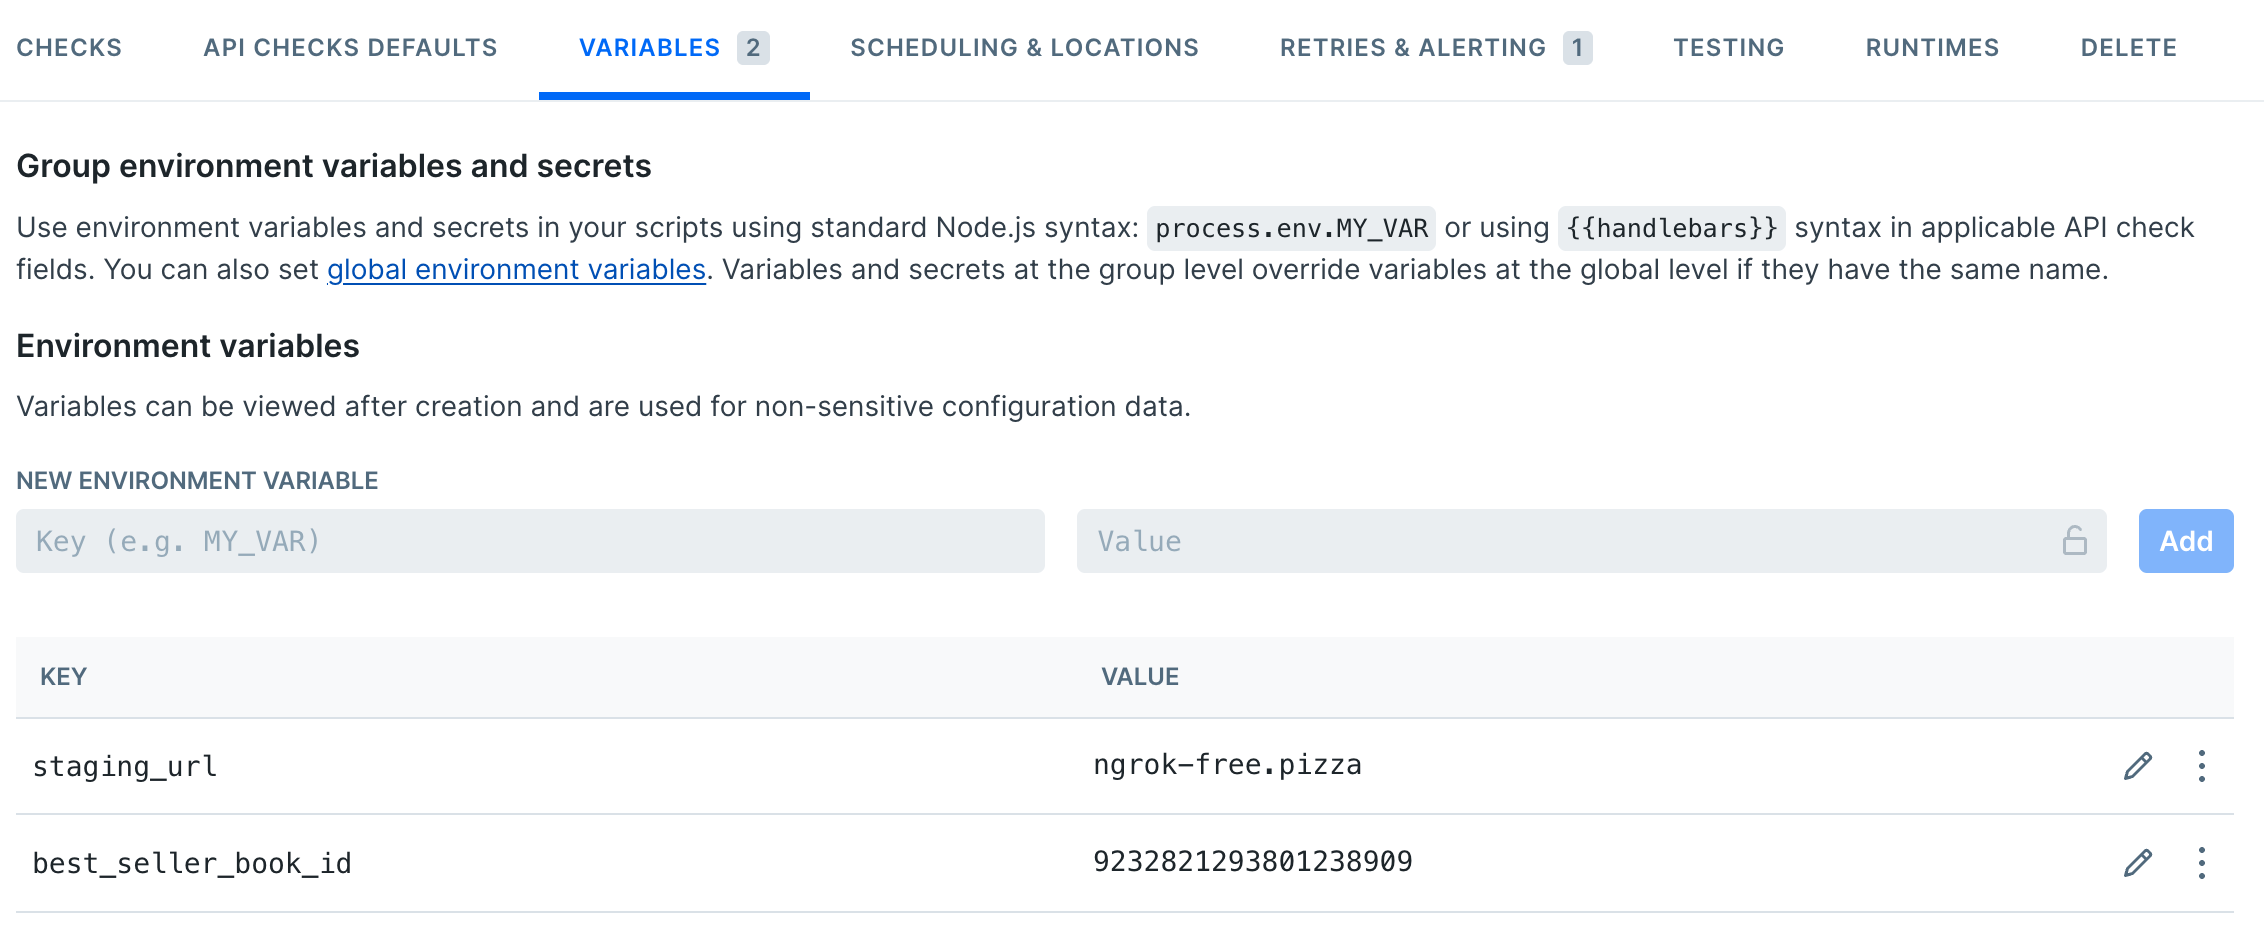 CHECKS API CHECKS DEFAULTS VARIABLES 2 SCHEDULING & LOCATIONS RETRIES & ALERTING 1 TESTING RUNTIMES DELETE
Group environment variables and secrets
Use environment variables and secrets in your scripts using standard Node.js syntax: process.env.MY_VAR or using {{handlebars}} syntax in applicable API check
fields. You can also set global environment variables. Variables and secrets at the group level override variables at the global level if they have the same name.
Environment variables
Variables can be viewed after creation and are used for non-sensitive configuration data.
NEW ENVIRONMENT VARIABLE
Key (e.g. MY_VAR) Value Add
KEY VALUE
staging_url ngrok-free.pizza
best_seller_book_id 9232821293801238909